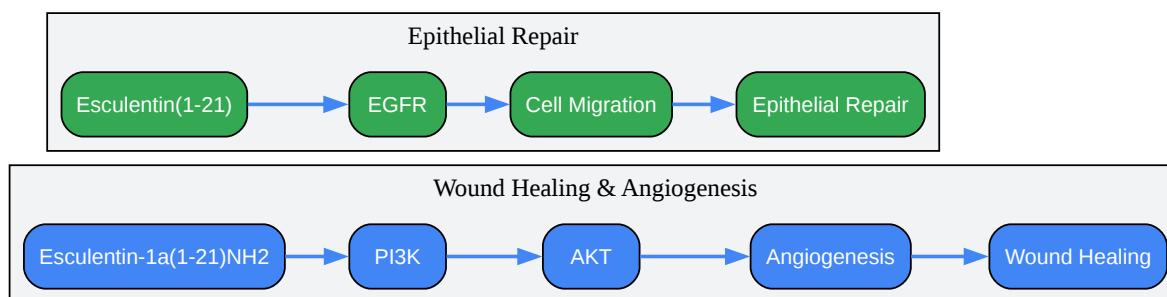 Epithelial Repair
Esculentin(1-21) EGFR Cell Migration Epithelial Repair
Wound Healing & Angiogenesis
Esculentin-1a(1-21)NH2 PI3K AKT Angiogenesis Wound Healing